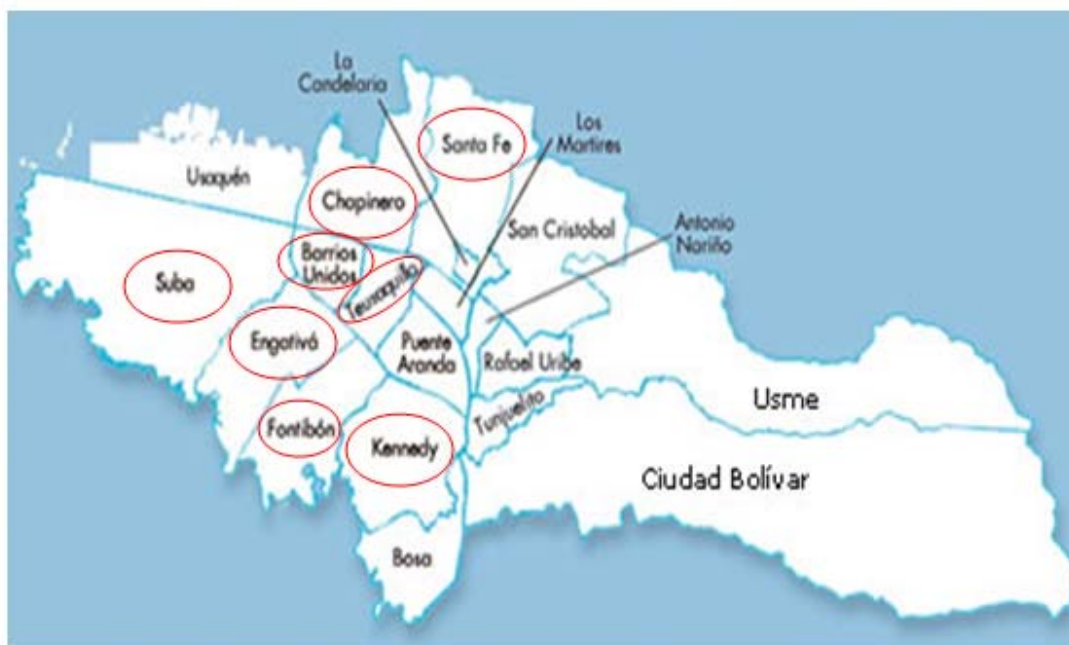 La
Candelaria
Santa Fe
Los
Martires
Usaquén
Chapinero
San Cristobal
Antonio
Nariño
Barrios
Unidos
Suba
Teusaquillo
Engativá
Puente
Aranda
Rafael Uribe
Usme
Tunjuelito
Fontibón
Kennedy
Ciudad Bolívar
Bosa